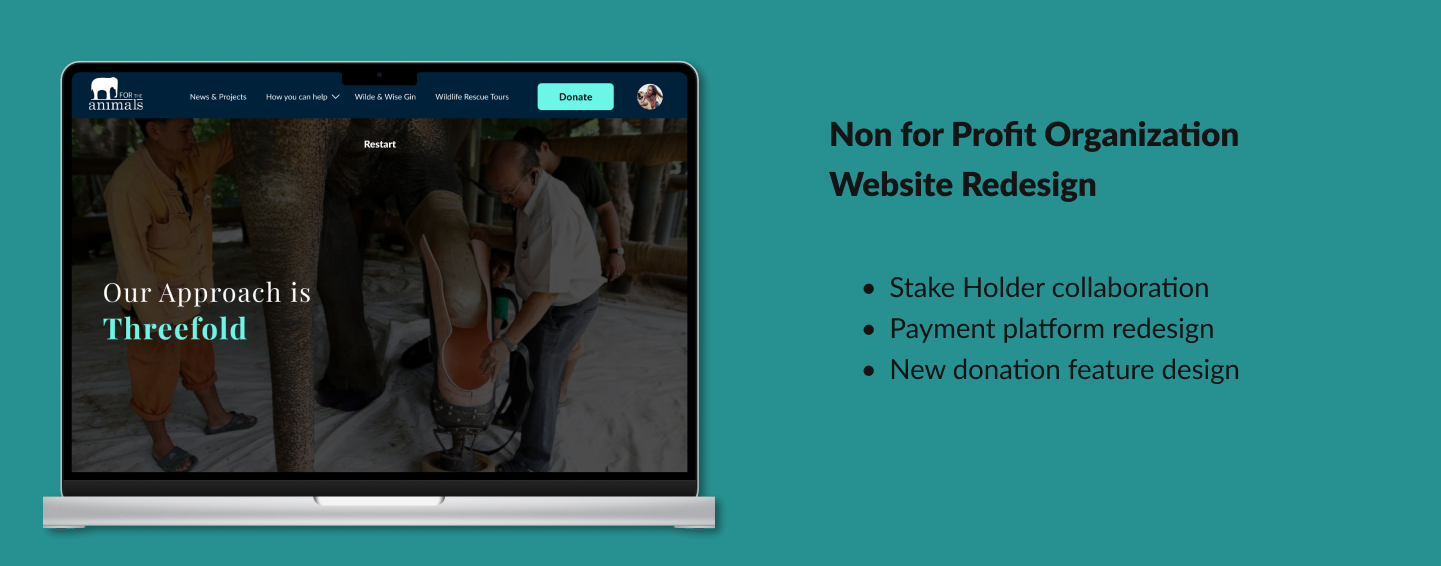 FOR THE
animals
News & Projects
How you can help
Wilde & Wise Gin
Wildlife Rescue Tours
Donate
Restart
Our Approach is
Threefold
Non for Profit Organization
Website Redesign
• Stake Holder collaboration
• Payment platform redesign
• New donation feature design